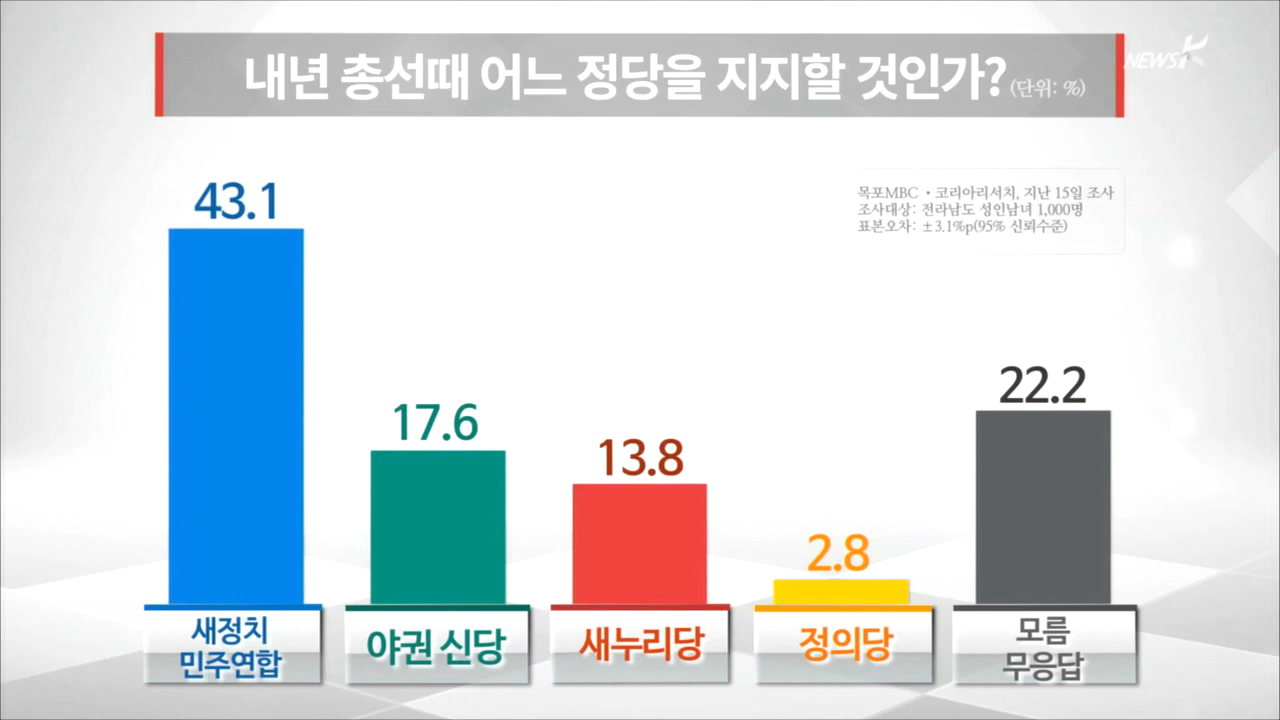 내년 총선때 어느 정당을 지지할 것인가? (단위: %)
NEWS K
목포MBC · 코리아리서치, 지난 15일 조사
조사대상: 전라남도 성인남녀 1,000명
표본오차: ±3.1%p(95% 신뢰수준)
43.1
17.6
13.8
2.8
22.2
새정치
민주연합
야권 신당
새누리당
정의당
모름
무응답